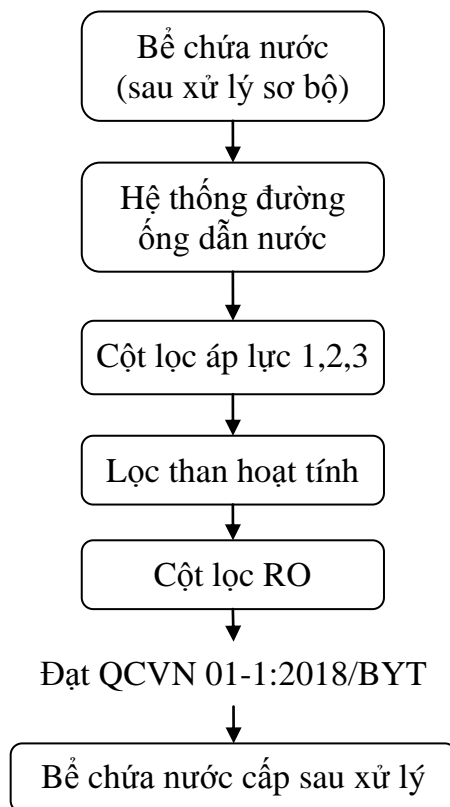 Bể chứa nước
(sau xử lý sơ bộ)
Hệ thống đường
ống dẫn nước
Cột lọc áp lực 1,2,3
Lọc than hoạt tính
Cột lọc RO
Đạt QCVN 01-1:2018/BYT
Bể chứa nước cấp sau xử lý